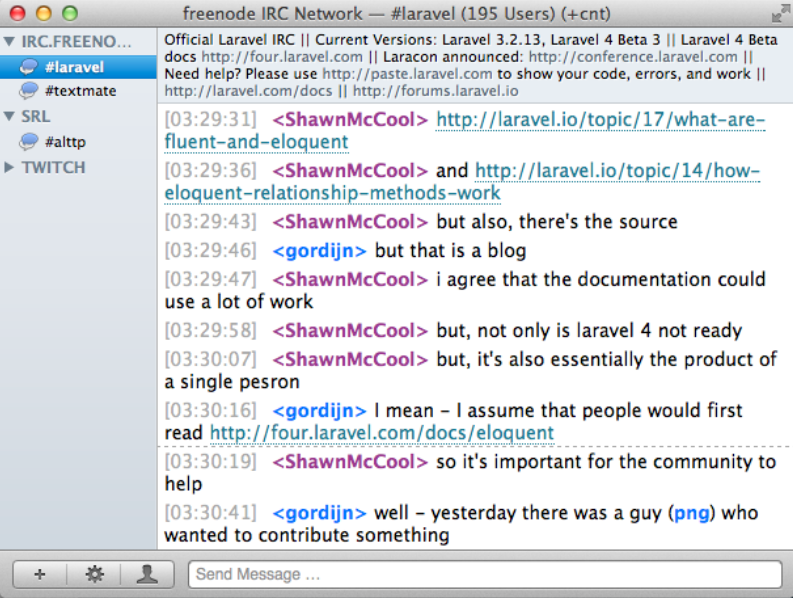 freenode IRC Network — #laravel (195 Users) (+cnt)
IRC.FREENO...
#laravel
#textmate
SRL
#alttp
TWITCH
Official Laravel IRC || Current Versions: Laravel 3.2.13, Laravel 4 Beta 3 || Laravel 4 Beta
docs http://four.laravel.com || Laracon announced: http://conference.laravel.com ||
Need help? Please use http://paste.laravel.com to show your code, errors, and work ||
http://laravel.com/docs || http://forums.laravel.io
[03:29:31] <ShawnMcCool> http://laravel.io/topic/17/what-are-
fluent-and-eloquent
[03:29:36] <ShawnMcCool> and http://laravel.io/topic/14/how-
eloquent-relationship-methods-work
[03:29:43] <ShawnMcCool> but also, there's the source
[03:29:46] <gordijn> but that is a blog
[03:29:47] <ShawnMcCool> i agree that the documentation could
use a lot of work
[03:29:58] <ShawnMcCool> but, not only is laravel 4 not ready
[03:30:07] <ShawnMcCool> but, it's also essentially the product of
a single pesron
[03:30:16] <gordijn> I mean – I assume that people would first
read http://four.laravel.com/docs/eloquent
[03:30:19] <ShawnMcCool> so it's important for the community to
help
[03:30:41] <gordijn> well – yesterday there was a guy (png) who
wanted to contribute something
Send Message ...